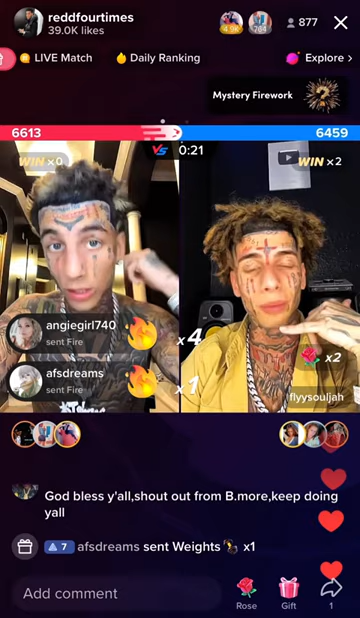 reddfourtimes
39.0K likes
4.9K
764
877
LIVE Match
Daily Ranking
Explore >
Mystery Firework
6613
6459
WIN x0
VS 0:21
WIN x2
angiegirl740
sent Fire
x4
x2
afsdreams
sent Fire
x1
flyysouljah
God bless y'all,shout out from B.more,keep doing
yall
7 afsdreams sent Weights x1
Add comment
Rose
Gift
1